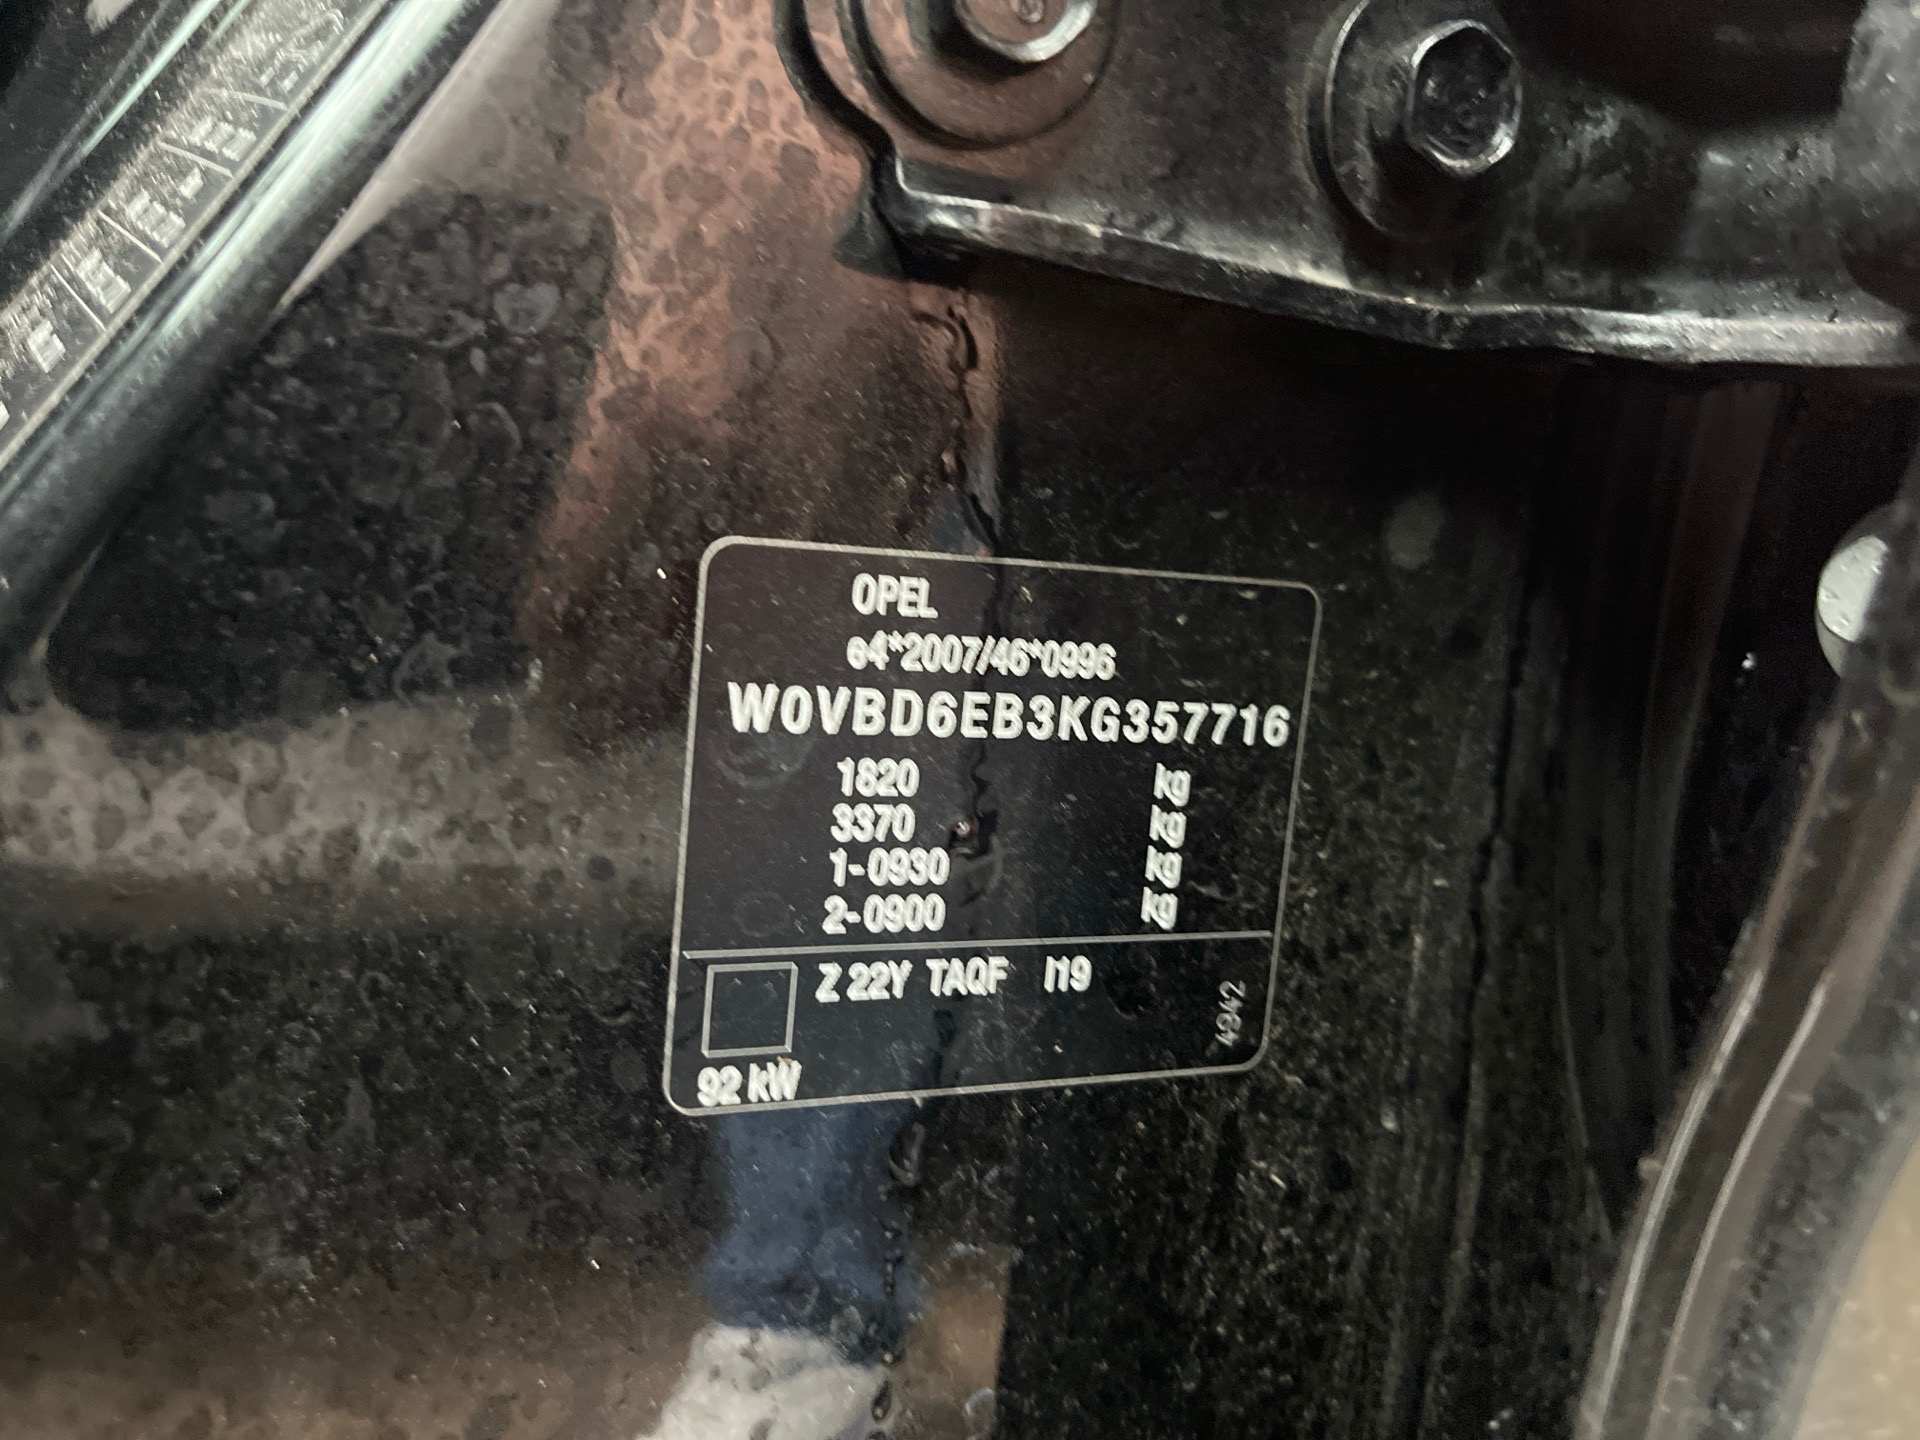 OPEL
e4*2007/46*0996
W0VBD6EB3KG357716
1820 kg
3370 kg
1-0930 kg
2-0900 kg
Z 22Y TAQF I19
4942
92 kW